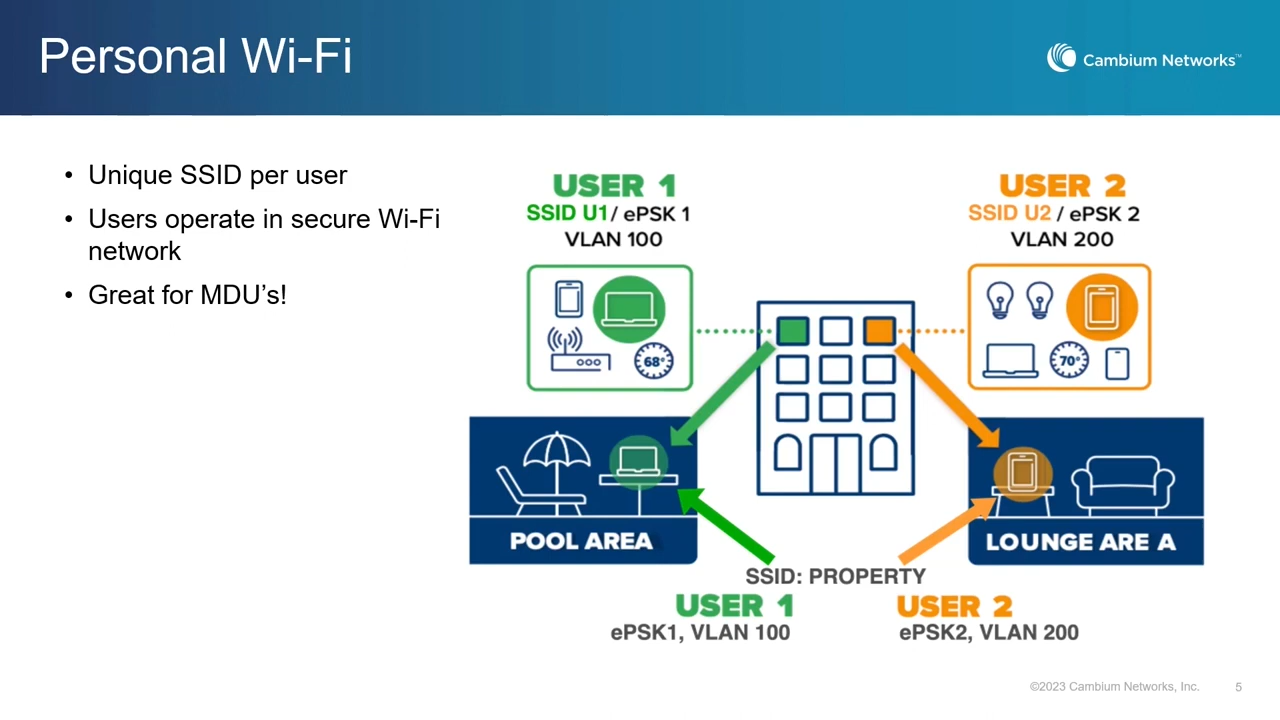 Personal Wi-Fi
Cambium Networks™
• Unique SSID per user
• Users operate in secure Wi-Fi
network
• Great for MDU’s!
USER 1
SSID U1/ ePSK 1
VLAN 100
68°
USER 2
SSID U2 / ePSK 2
VLAN 200
70°
POOL AREA
LOUNGE ARE A
SSID: PROPERTY
USER 1
ePSK1, VLAN 100
USER 2
ePSK2, VLAN 200
©2023 Cambium Networks, Inc.
5